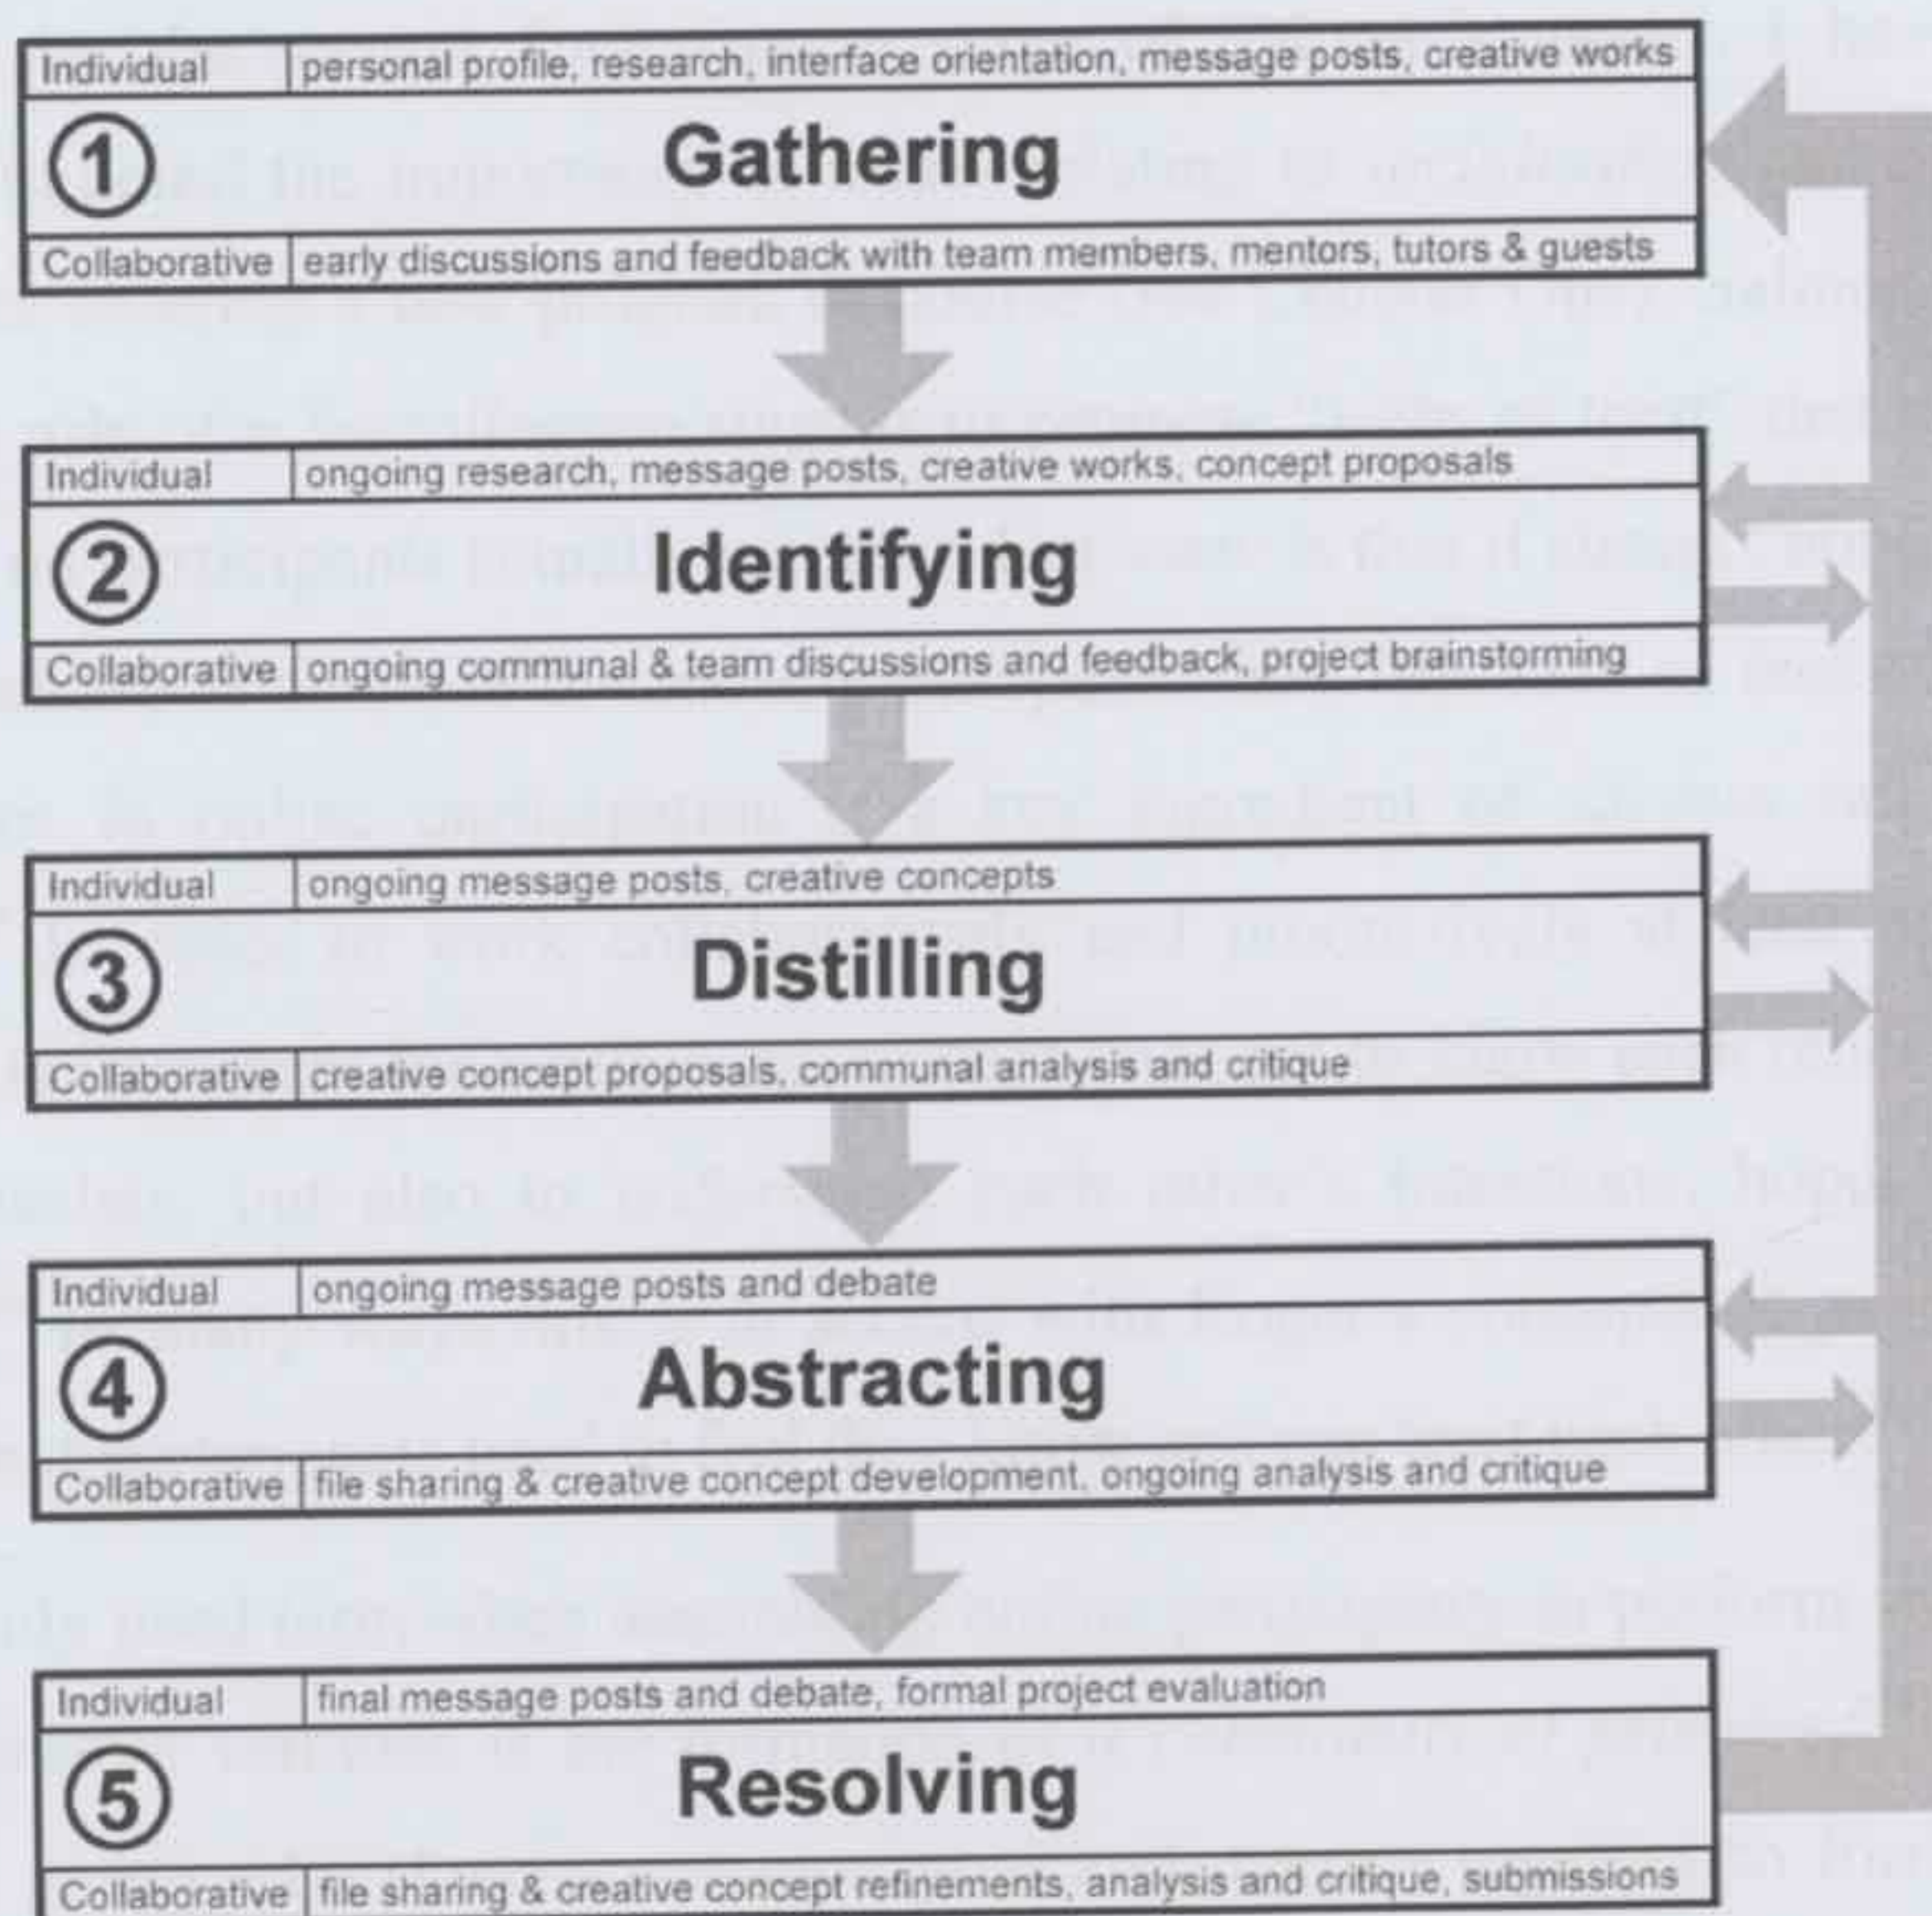 Individual personal profile, research, interface orientation, message posts, creative works
1 Gathering
Collaborative early discussions and feedback with team members, mentors, tutors & guests
Individual ongoing research, message posts, creative works, concept proposals
2 Identifying
Collaborative ongoing communal & team discussions and feedback, project brainstorming
Individual ongoing message posts, creative concepts
3 Distilling
Collaborative creative concept proposals, communal analysis and critique
Individual ongoing message posts and debate
4 Abstracting
Collaborative file sharing & creative concept development, ongoing analysis and critique
Individual final message posts and debate, formal project evaluation
5 Resolving
Collaborative file sharing & creative concept refinements, analysis and critique, submissions